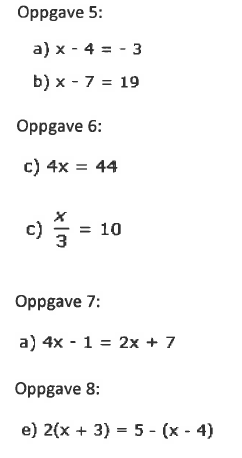 Oppgave 5:
a) x - 4 = - 3
b) x - 7 = 19
Oppgave 6:
c) 4x = 44
c) x/3 = 10
Oppgave 7:
a) 4x - 1 = 2x + 7
Oppgave 8:
e) 2(x + 3) = 5 - (x - 4)